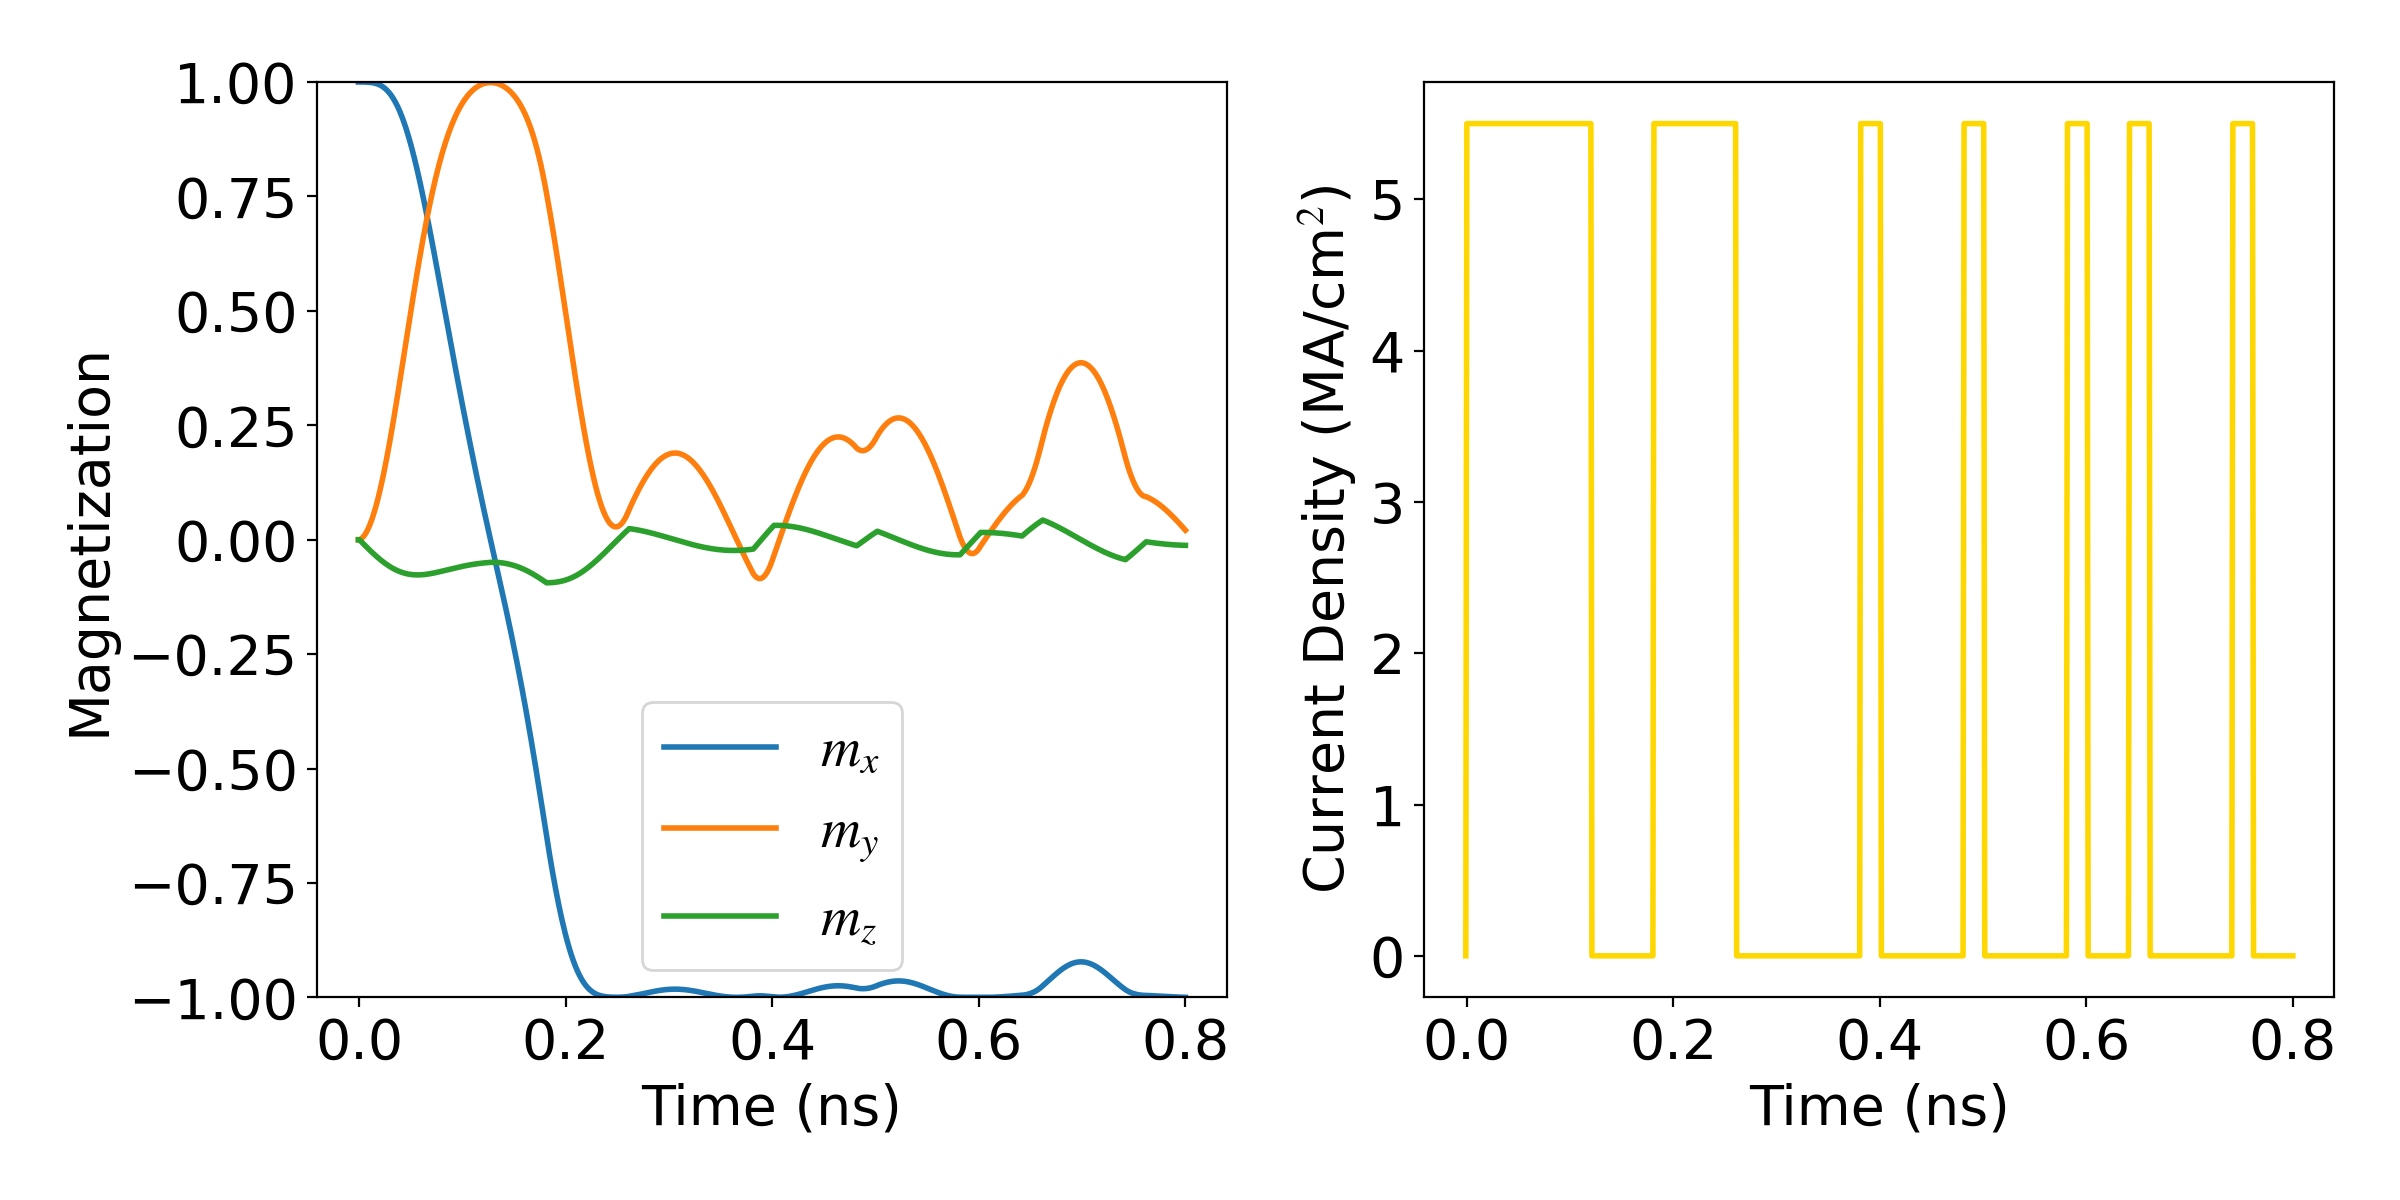 Magnetization
1.00
0.75
0.50
0.25
0.00
−0.25
−0.50
−0.75
−1.00
0.0 0.2 0.4 0.6 0.8
Time (ns)
m_x
m_y
m_z
Current Density (MA/cm²)
5
4
3
2
1
0
0.0 0.2 0.4 0.6 0.8
Time (ns)